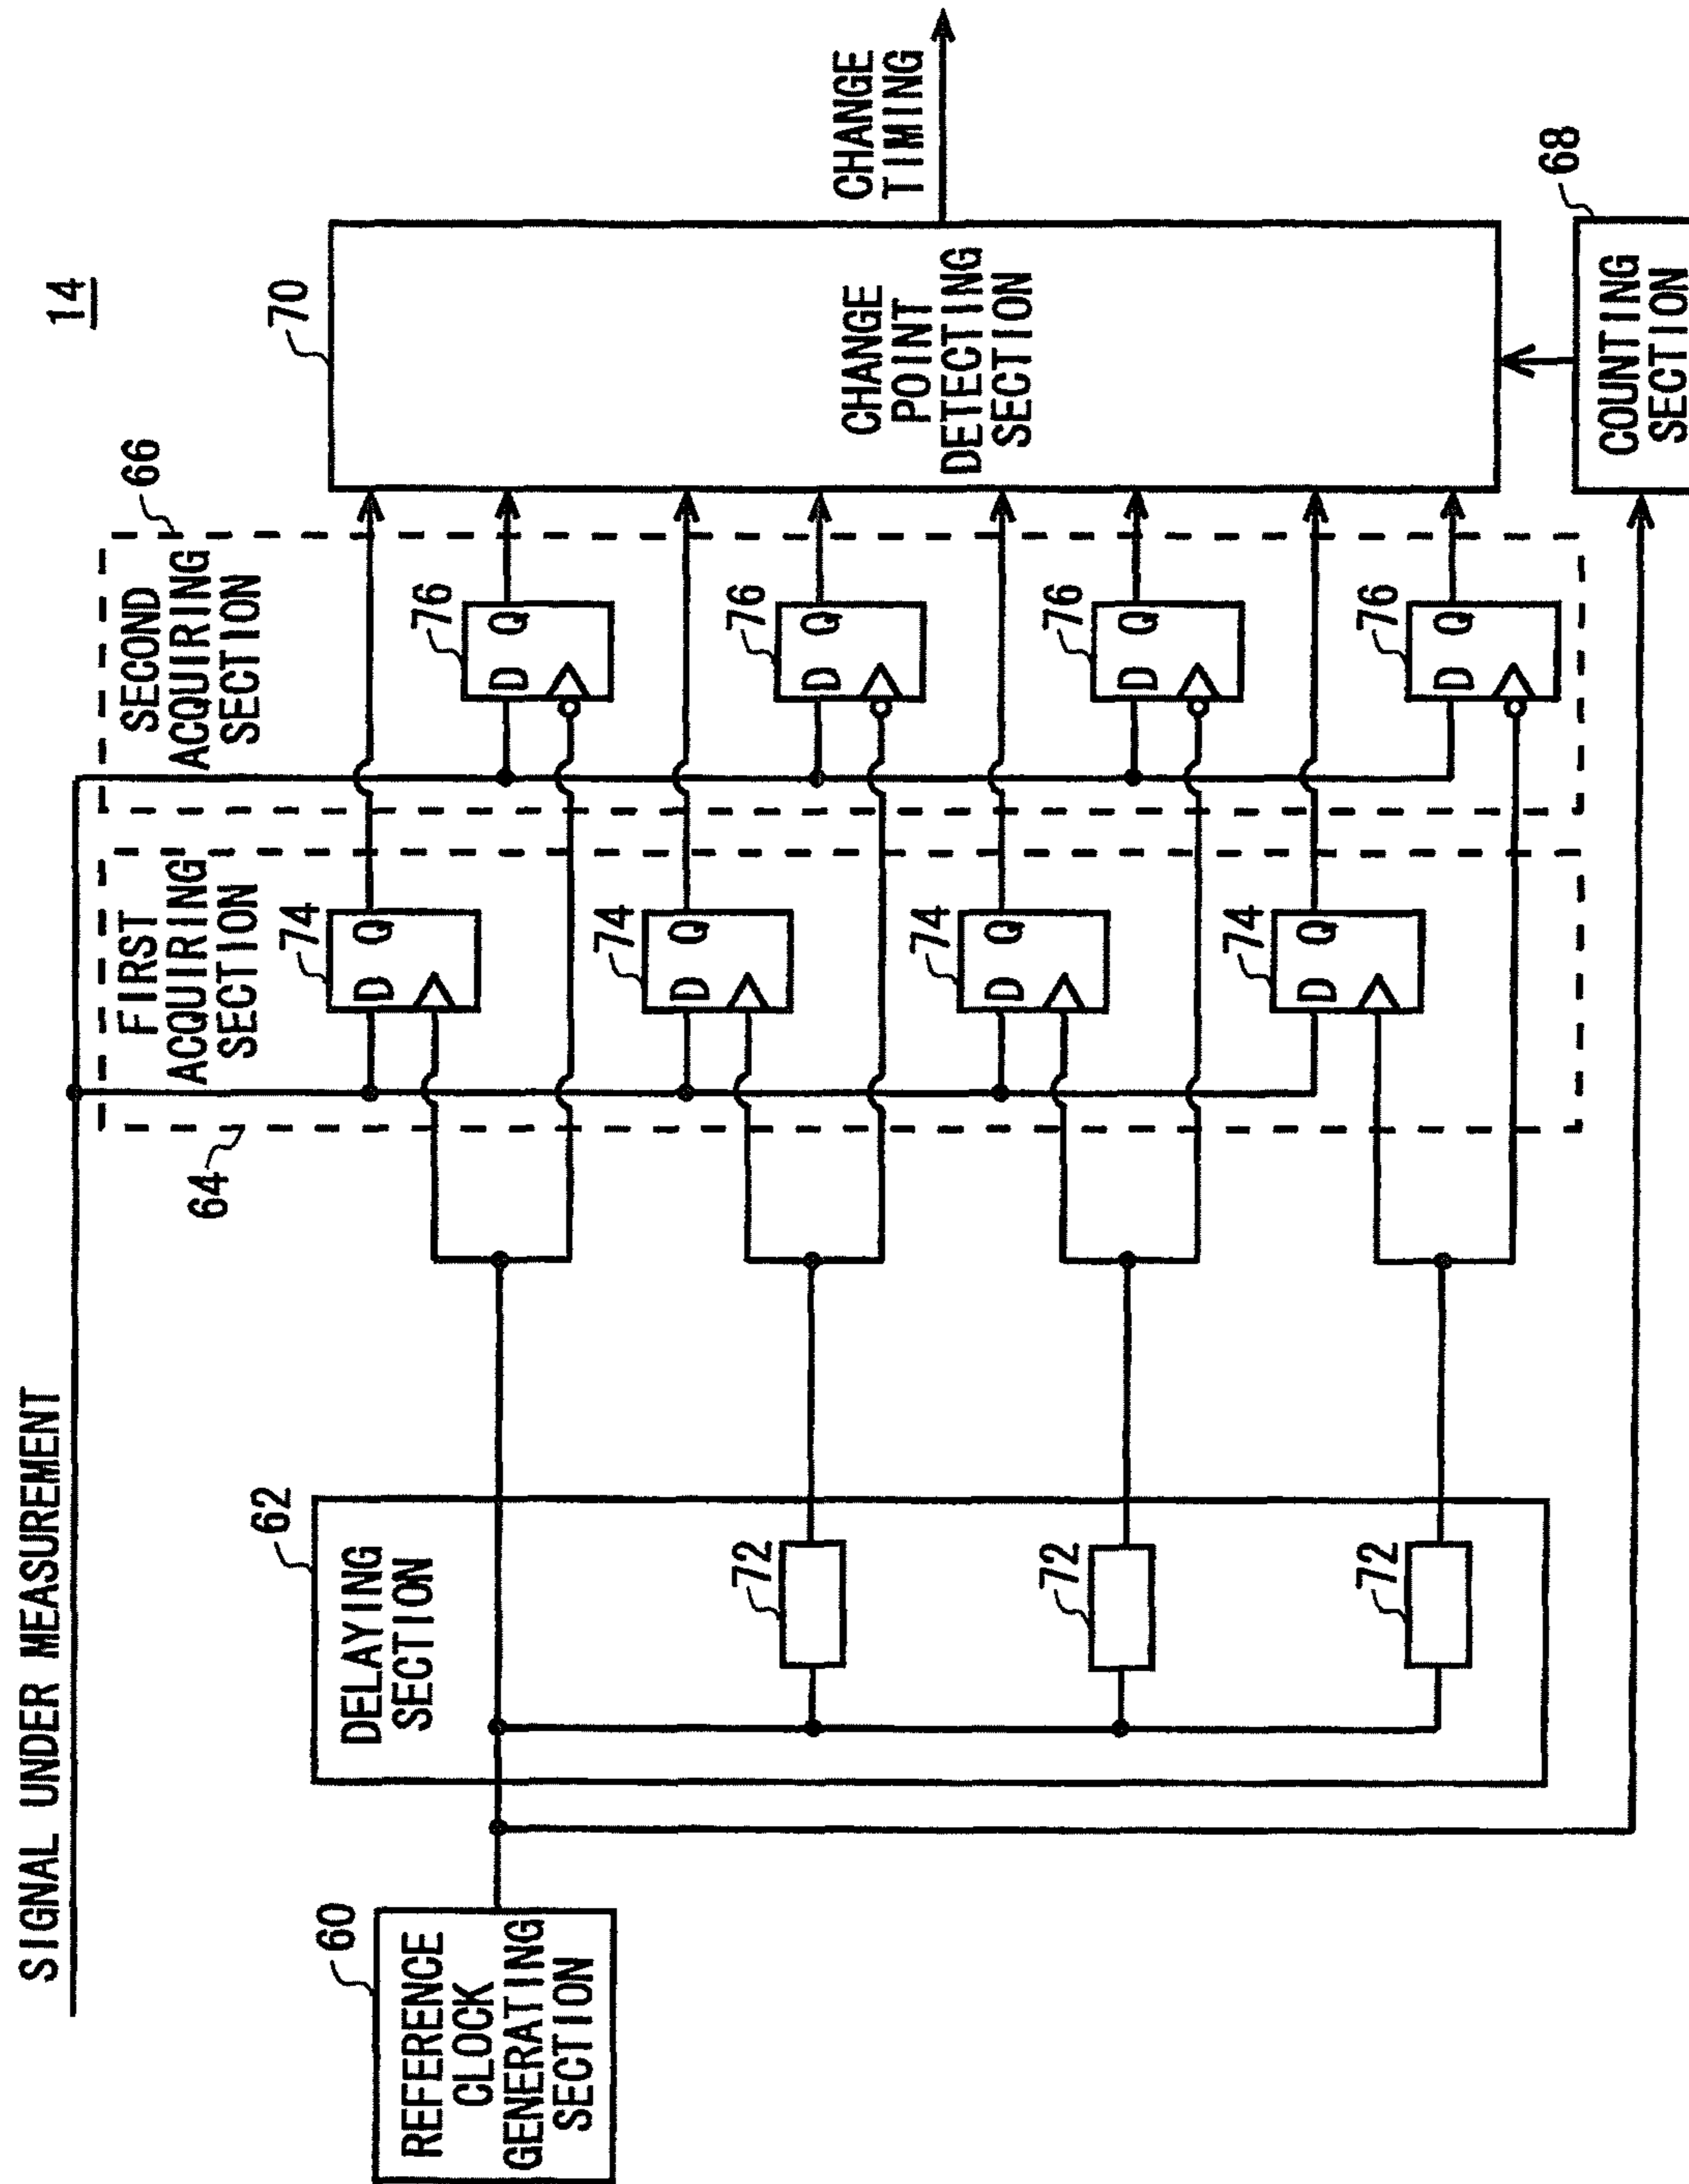 14
SIGNAL UNDER MEASUREMENT
60
REFERENCE
CLOCK
GENERATING
SECTION
62
DELAYING
SECTION
72
72
72
64
FIRST
ACQUIRING
SECTION
74
D Q
74
D Q
74
D Q
74
D Q
66
SECOND
ACQUIRING
SECTION
76
D Q
76
D Q
76
D Q
76
D Q
70
CHANGE
POINT
DETECTING
SECTION
68
COUNTING
SECTION
CHANGE
TIMING